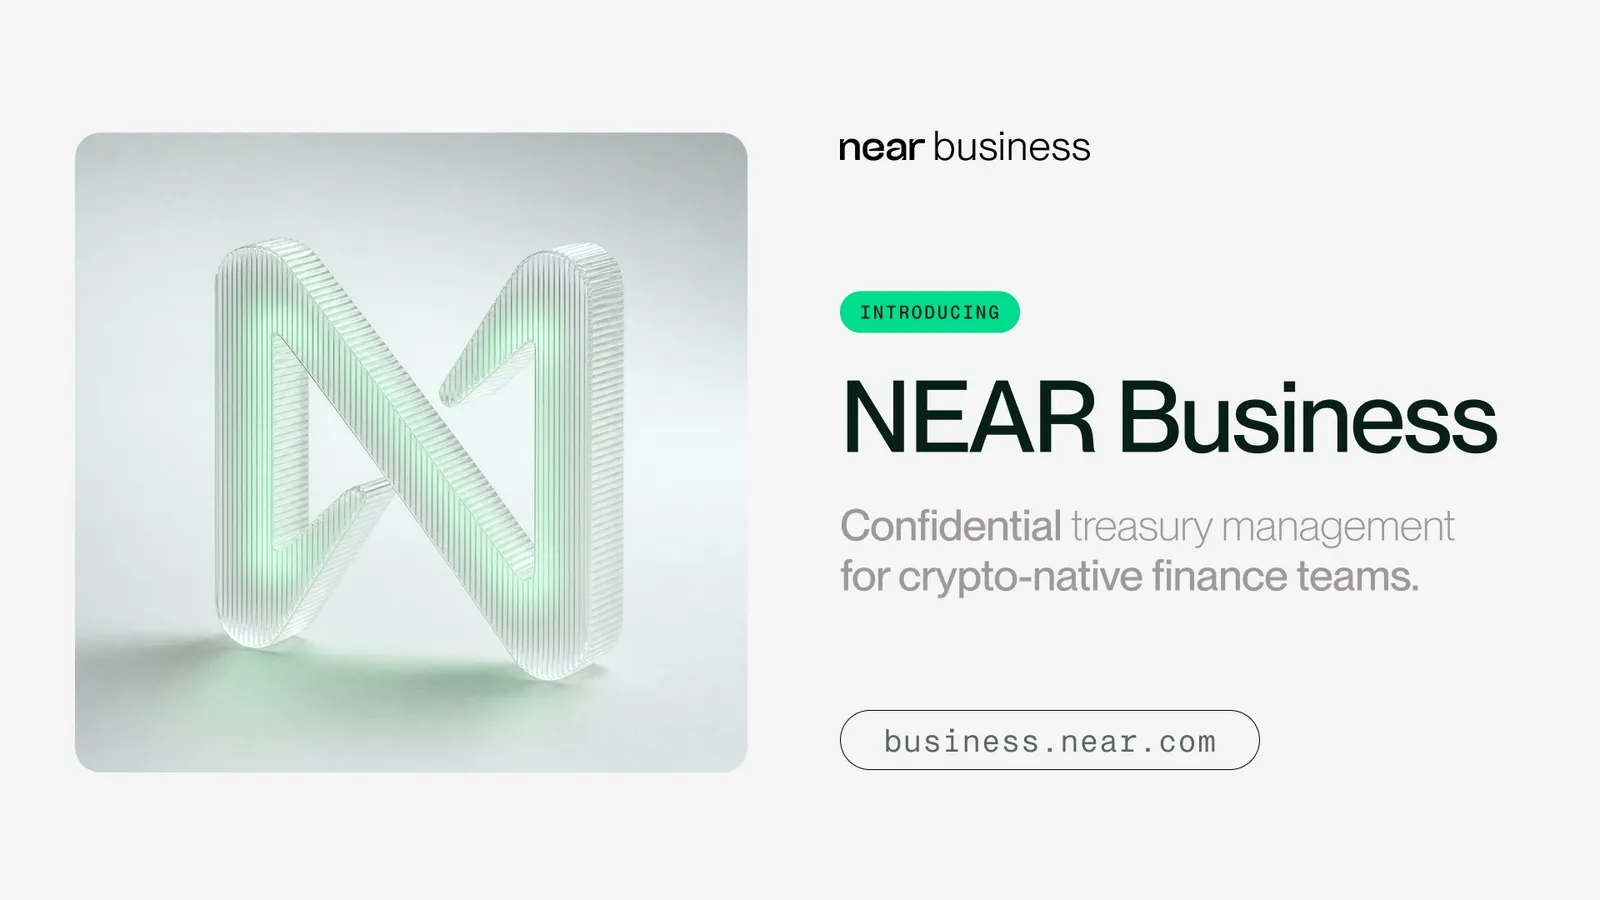 near business
INTRODUCING
NEAR Business
Confidential treasury management
for crypto-native finance teams.
business.near.com